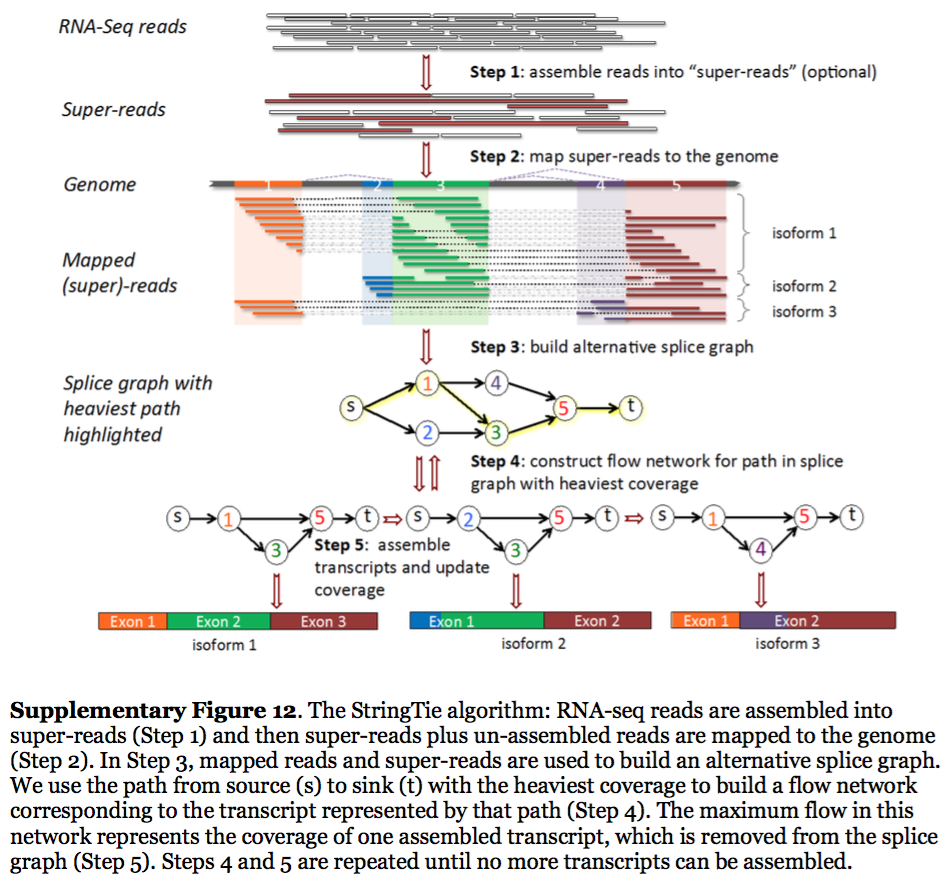 RNA-Seq reads
Step 1: assemble reads into “super-reads” (optional)
Super-reads
Step 2: map super-reads to the genome
Genome
1 2 3 4 5
isoform 1
Mapped
(super)-reads
isoform 2
isoform 3
Step 3: build alternative splice graph
Splice graph with
heaviest path
highlighted
1 4
s 5 t
2 3
Step 4: construct flow network for path in splice
graph with heaviest coverage
s 1 5 t s 2 5 t s 1 5 t
3 3 4
Step 5: assemble
transcripts and update
coverage
Exon 1 Exon 2 Exon 3 Exon 1 Exon 2 Exon 1 Exon 2
isoform 1 isoform 2 isoform 3
Supplementary Figure 12. The StringTie algorithm: RNA-seq reads are assembled into
super-reads (Step 1) and then super-reads plus un-assembled reads are mapped to the genome
(Step 2). In Step 3, mapped reads and super-reads are used to build an alternative splice graph.
We use the path from source (s) to sink (t) with the heaviest coverage to build a flow network
corresponding to the transcript represented by that path (Step 4). The maximum flow in this
network represents the coverage of one assembled transcript, which is removed from the splice
graph (Step 5). Steps 4 and 5 are repeated until no more transcripts can be assembled.